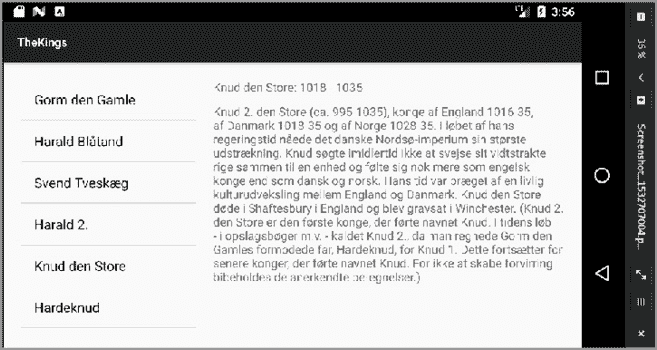 3:56
TheKings
Gorm den Gamle
Harald Blåtand
Svend Tveskæg
Harald 2.
Knud den Store
Hardeknud
Knud den Store: 1018 - 1035
Knud 2. den Store (ca. 995-1035), konge af England 1016-35,
af Danmark 1018-35 og af Norge 1028-35. I løbet af hans
regeringstid nåede det danske Nordsø-imperium sin største
udstrækning. Knud søgte imidlertid ikke at svejse sit vidtstrakte
rige sammen til en enhed og følte sig nok mere som engelsk
konge end som dansk og norsk. Hans tid var præget af en livlig
kulturudveksling mellem England og Danmark. Knud den Store
døde i Shaftesbury i England og blev gravsat i Winchester. (Knud 2.
den Store er den første konge, der førte navnet Knud. I tidens løb
- i opslagsbøger m.v. - kaldet Knud 2., da man regnede Gorm den
Gamles formodede far, Hardeknud, for Knud 1. Dette fortsætter for
senere konger, der førte navnet Knud. For ikke at skabe forvirring
bibeholdes de anerkendte betegnelser.)
36 %
Screenshot...1532707004.p...